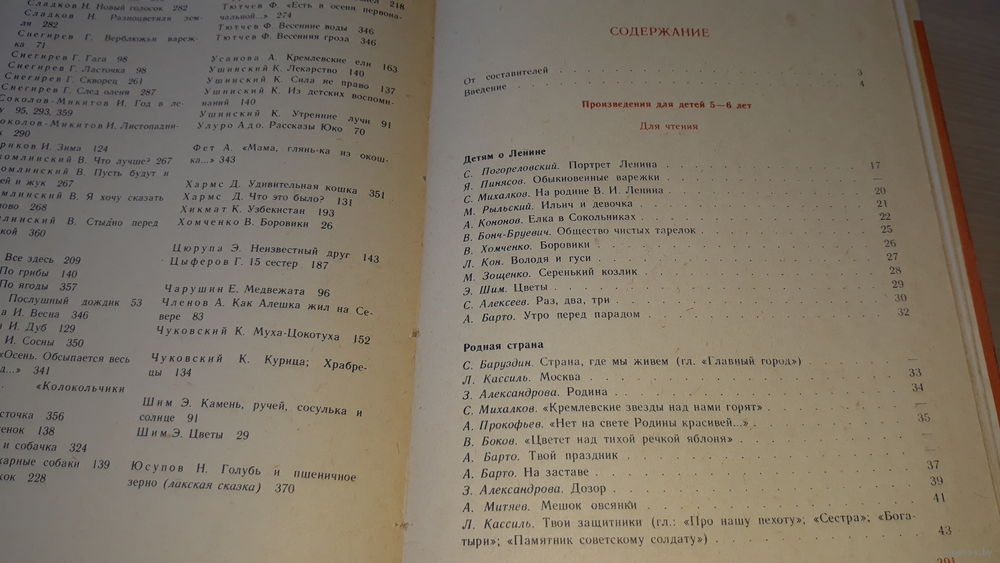 Сладков Н. Новый голосок 282
Сладков Н. Разноцветная зем-
ля 282
Снегирев Г. Верблюжья вареж-
ка 71
Снегирев Г. Гага 98
Снегирев Г. Ласточка 98
Снегирев Г. Скворец 261
Снегирев Г. След оленя 287
Соколов-Микитов И. Год в ле-
95, 293, 359
Соколов-Микитов И. Листопадни-
290
И. Зима 124
В. Что лучше? 267
В. Пусть будут и
и жук 267
В. Я хочу сказать
268
В. Стыдно перед
360
Все здесь 209
По грибы 140
По ягоды 357
Послушный дождик 53
И. Весна 346
И. Дуб 129
И. Сосны 350
«Осень. Обсыпается весь
341
«Колокольчики
356
138
и собачка 324
собаки 139
228
218
Тютчев Ф. «Есть в осени первона-
чальной...» 274
Тютчев Ф. Весенние воды 346
Тютчев Ф. Весенняя гроза 346
Усанова А. Кремлевские ели 163
Ушинский К. Лекарство 140
Ушинский К. Сила не право 137
Ушинский К. Из детских воспоми-
наний 140
Ушинский К. Утренние лучи 91
Улуро Адо. Рассказы Юко 70
Фет А. «Мама, глянь-ка из окош-
ка...» 343
Хармс Д. Удивительная кошка 351
Хармс Д. Что это было? 131
Хикмат К. Узбекистан 193
Хомченко В. Боровики 26
Цюрупа Э. Неизвестный друг 143
Цыферов Г. 15 сестер 187
Чарушин Е. Медвежата 96
Членов А. Как Алешка жил на Се-
вере 83
Чуковский К. Муха-Цокотуха 152
Чуковский К. Курица; Храбре-
цы 134
Шим Э. Камень, ручей, сосулька и
солнце 91
Шим Э. Цветы 29
Юсупов Н. Голубь и пшеничное
зерно (лакская сказка) 370
СОДЕРЖАНИЕ
От составителей 3
Введение 4
Произведения для детей 5—6 лет
Для чтения
Детям о Ленине
С. Погореловский. Портрет Ленина 17
Я. Пинясов. Обыкновенные варежки —
С. Михалков. На родине В. И. Ленина 20
М. Рыльский. Ильич и девочка 21
А. Кононов. Елка в Сокольниках 22
В. Бонч-Бруевич. Общество чистых тарелок 25
В. Хомченко. Боровики 26
Л. Кон. Володя и гуси 27
М. Зощенко. Серенький козлик 28
Э. Шим. Цветы 29
С. Алексеев. Раз, два, три 30
А. Барто. Утро перед парадом 32
Родная страна
С. Баруздин. Страна, где мы живем (гл. «Главный город») —
Л. Кассиль. Москва 33
З. Александрова. Родина 34
С. Михалков. «Кремлевские звезды над нами горят» —
А. Прокофьев. «Нет на свете Родины красивей...» 35
В. Боков. «Цветет над тихой речкой яблоня» —
А. Барто. Твой праздник —
А. Барто. На заставе 37
З. Александрова. Дозор 39
А. Митяев. Мешок овсянки 41
Л. Кассиль. Твои защитники (гл.: «Про нашу пехоту»; «Сестра»; «Бога-
тыри»; «Памятник советскому солдату») 43